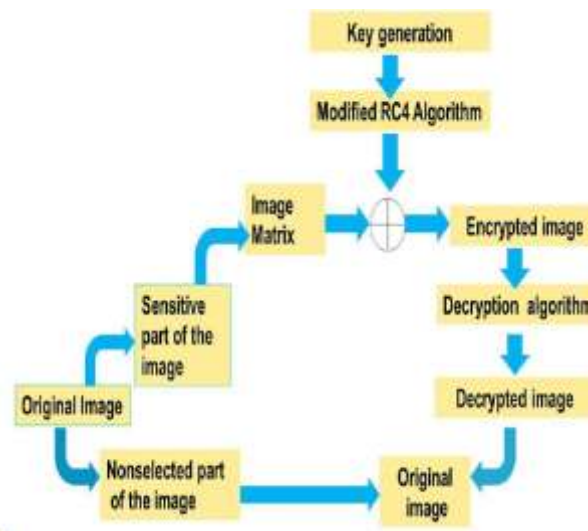 Key generation
Modified RC4 Algorithm
Image
Matrix
Encrypted image
Sensitive
part of the
image
Decryption algorithm
Original Image
Decrypted image
Nonselected part
of the image
Original
image